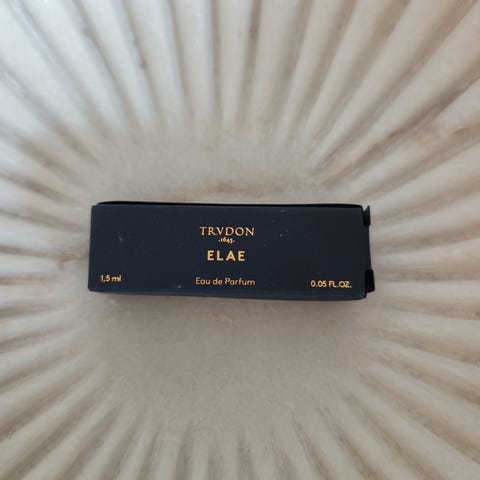 TRVDON
.1643.
ELAE
1,5 ml Eau de Parfum 0.05 FL.OZ.